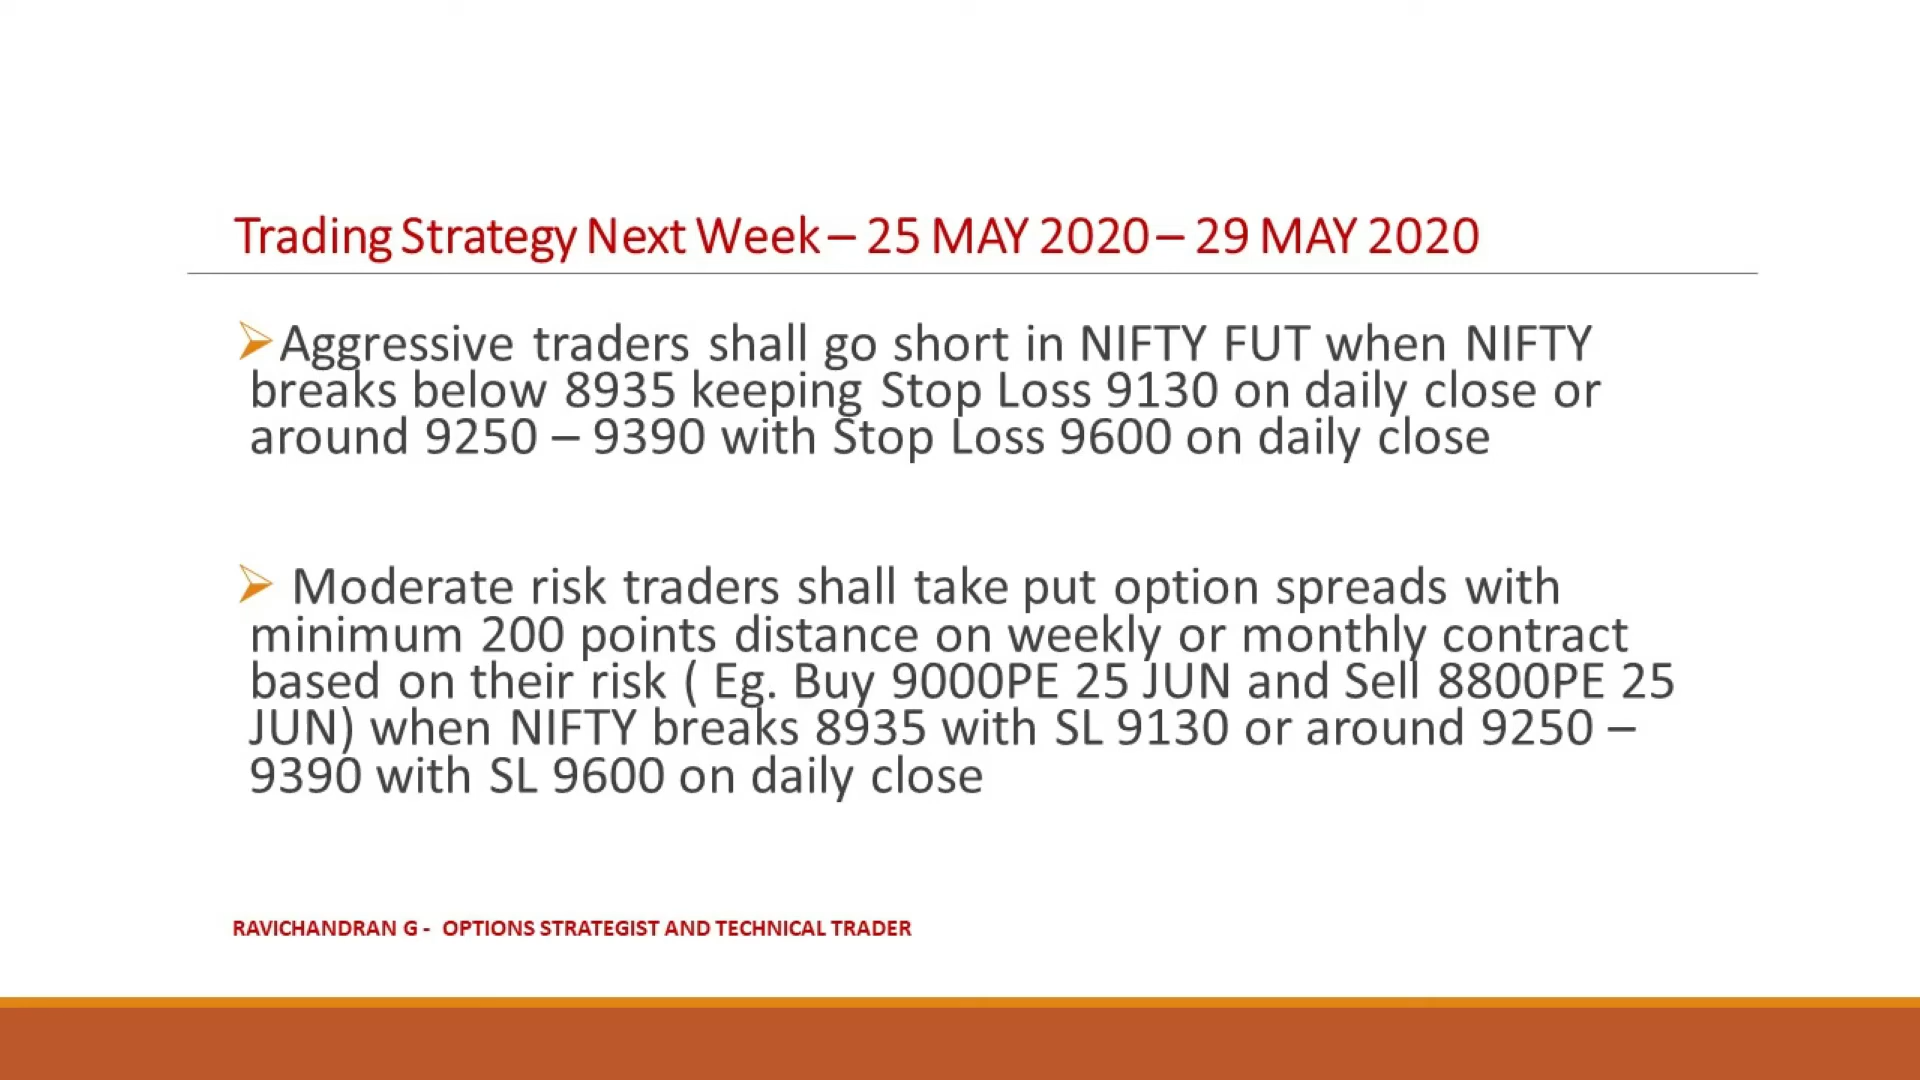 Trading Strategy Next Week – 25 MAY 2020 – 29 MAY 2020
Aggressive traders shall go short in NIFTY FUT when NIFTY
breaks below 8935 keeping Stop Loss 9130 on daily close or
around 9250 – 9390 with Stop Loss 9600 on daily close
Moderate risk traders shall take put option spreads with
minimum 200 points distance on weekly or monthly contract
based on their risk ( Eg. Buy 9000PE 25 JUN and Sell 8800PE 25
JUN) when NIFTY breaks 8935 with SL 9130 or around 9250 –
9390 with SL 9600 on daily close
RAVICHANDRAN G - OPTIONS STRATEGIST AND TECHNICAL TRADER